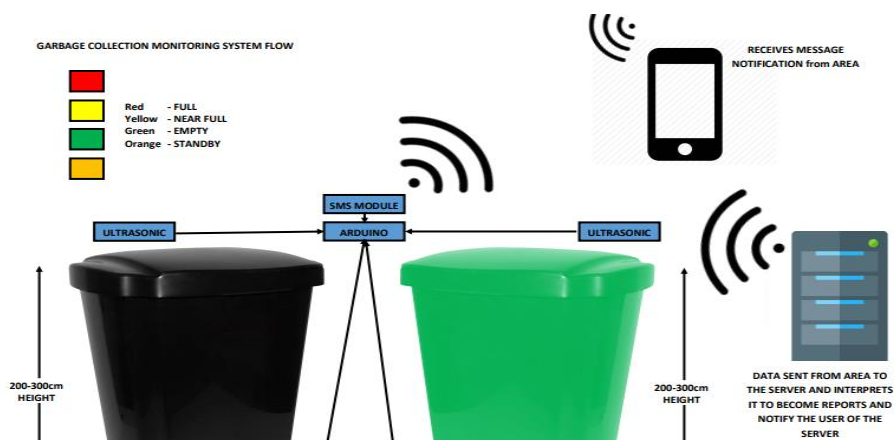 GARBAGE COLLECTION MONITORING SYSTEM FLOW
Red - FULL
Yellow - NEAR FULL
Green - EMPTY
Orange - STANDBY
RECEIVES MESSAGE
NOTIFICATION from AREA
SMS MODULE
ULTRASONIC
ARDUINO
ULTRASONIC
200-300cm
HEIGHT
200-300cm
HEIGHT
DATA SENT FROM AREA TO
THE SERVER AND INTERPRETS
IT TO BECOME REPORTS AND
NOTIFY THE USER OF THE
SERVER